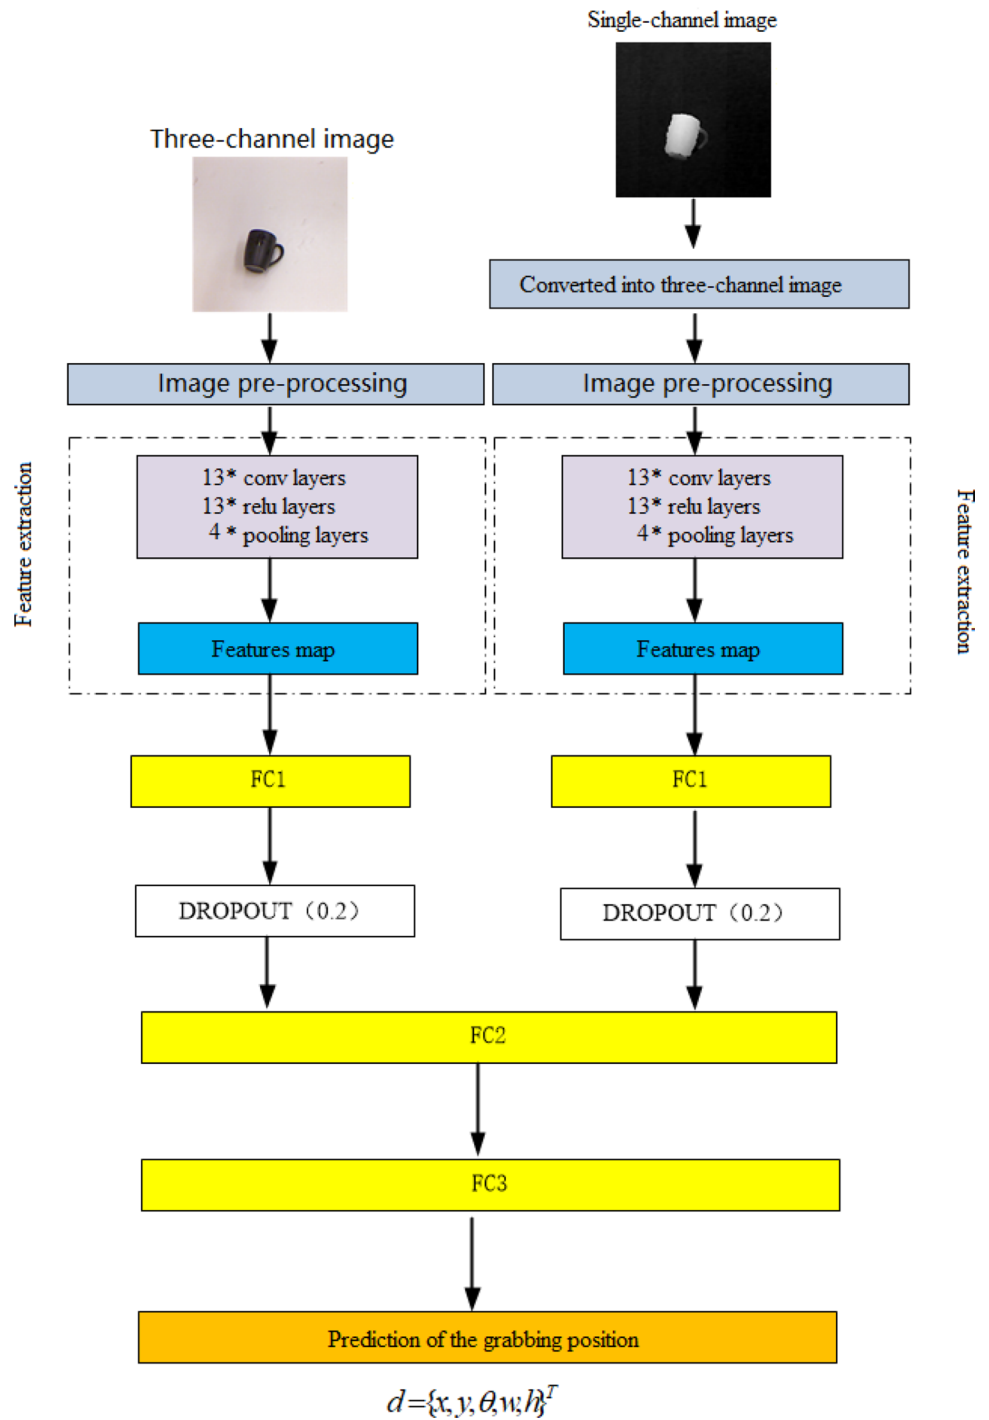 Single-channel image
Three-channel image
Converted into three-channel image
Image pre-processing
Image pre-processing
Feature extraction
13* conv layers
13* relu layers
4 * pooling layers
Features map
13* conv layers
13* relu layers
4 * pooling layers
Features map
Feature extraction
FC1
FC1
DROPOUT（0.2）
DROPOUT（0.2）
FC2
FC3
Prediction of the grabbing position
d={x,y,θ,w,h}^T